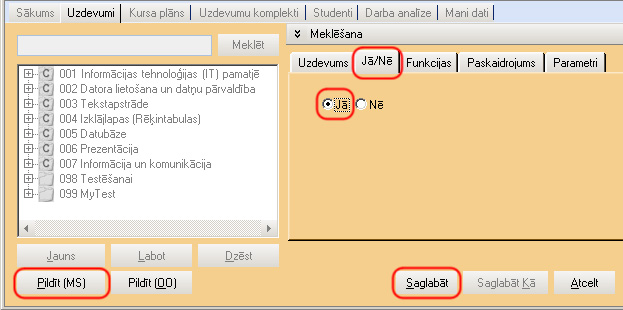 Sākums Uzdevumi Kursa plāns Uzdevumu komplekti Studenti Darba analīze Mani dati
Meklēt
Meklēšana
Uzdevums Jā/Nē Funkcijas Paskaidrojums Parametri
Jā Nē
001 Informācijas tehnoloģijas (IT) pamatjē
002 Datora lietošana un datņu pārvaldība
003 Tekstapstrāde
004 Izklājlapas (Rēķintabulas)
005 Datubāze
006 Prezentācija
007 Informācija un komunikācija
098 Testēšanai
099 MyTest
Jauns Labot Dzēst
Pildīt (MS) Pildīt (OO) Saglabāt Saglabāt Kā Atcelt